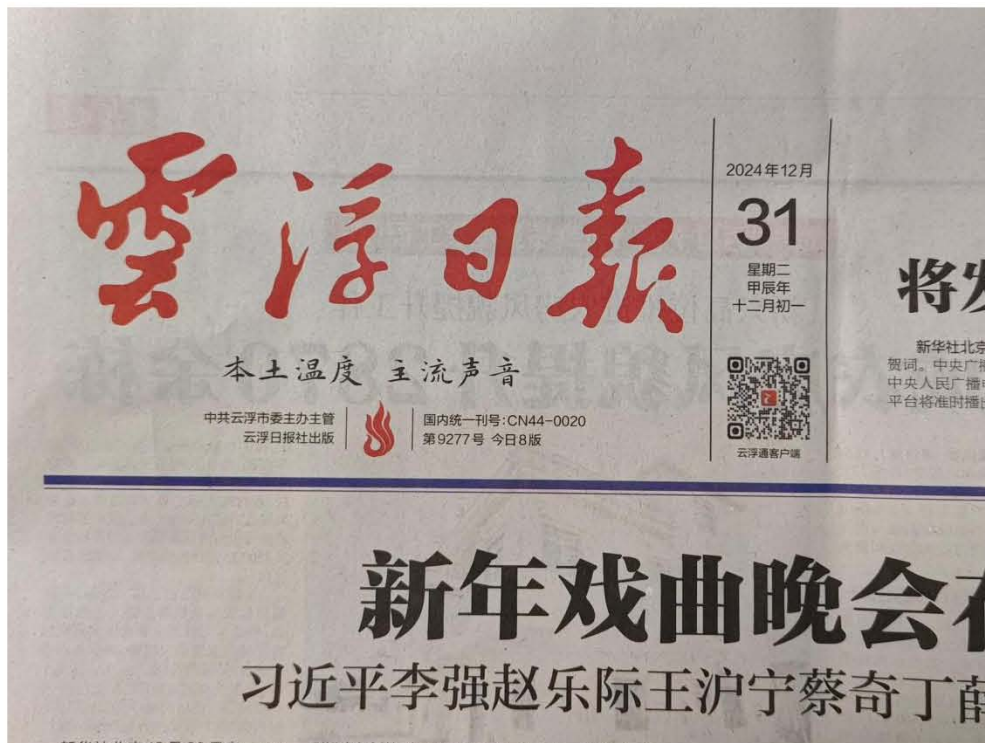 雲浮日報
本土温度 主流声音
中共云浮市委主办主管
云浮日报社出版
国内统一刊号:CN44-0020
第9277号 今日8版
2024年12月
31
星期二
甲辰年
十二月初一
云浮通客户端
将发
新华社北京
贺词。中央广播
中央人民广播电
平台将准时播出
新年戏曲晚会在
习近平李强赵乐际王沪宁蔡奇丁薛